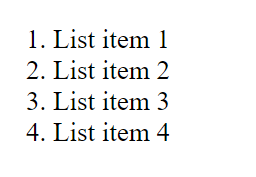 1. List item 1
2. List item 2
3. List item 3
4. List item 4